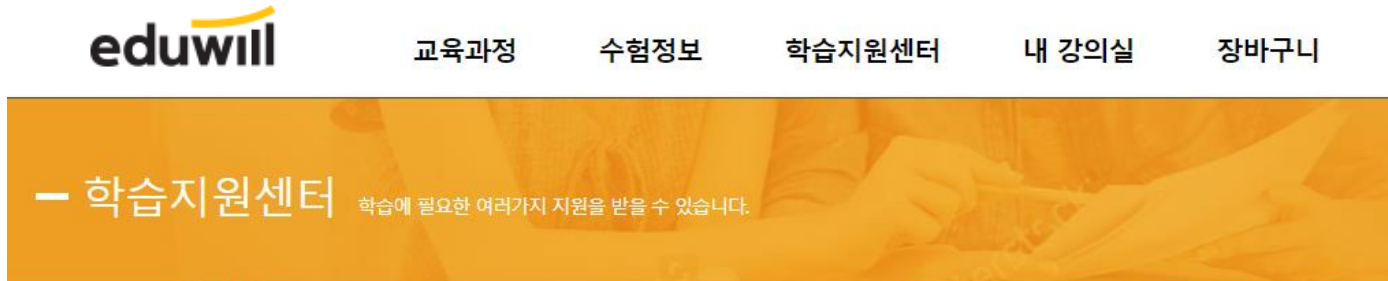 eduwill 교육과정 수험정보 학습지원센터 내 강의실 장바구니
학습지원센터 학습에 필요한 여러가지 지원을 받을 수 있습니다.